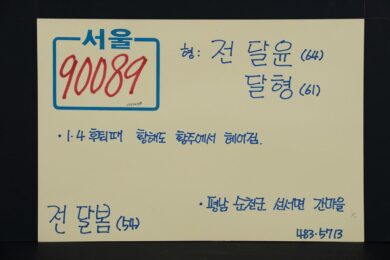 서울
90089
형: 전달윤 (64)
달형 (61)
· 1·4 후퇴때 황해도 황주에서 헤어짐.
· 평남 순천군 선서면 간마을
전달봄 (54)
483-5713